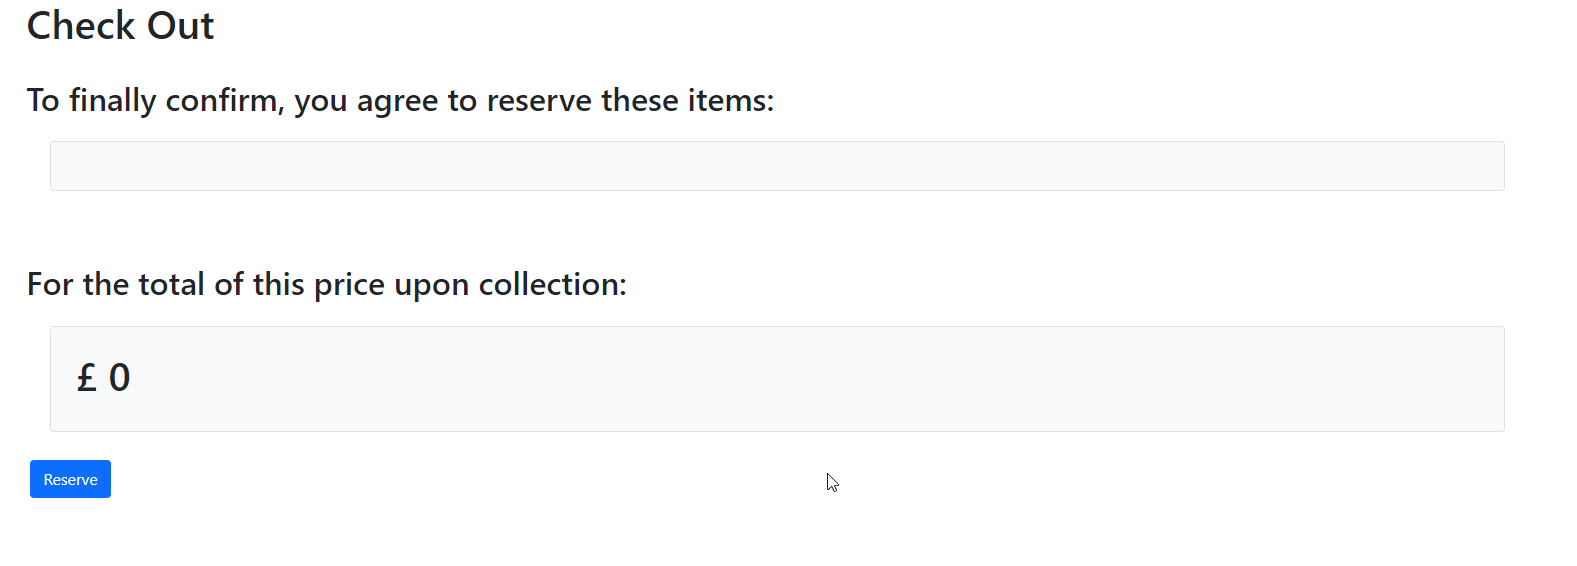 Check Out
To finally confirm, you agree to reserve these items:
For the total of this price upon collection:
£ 0
Reserve